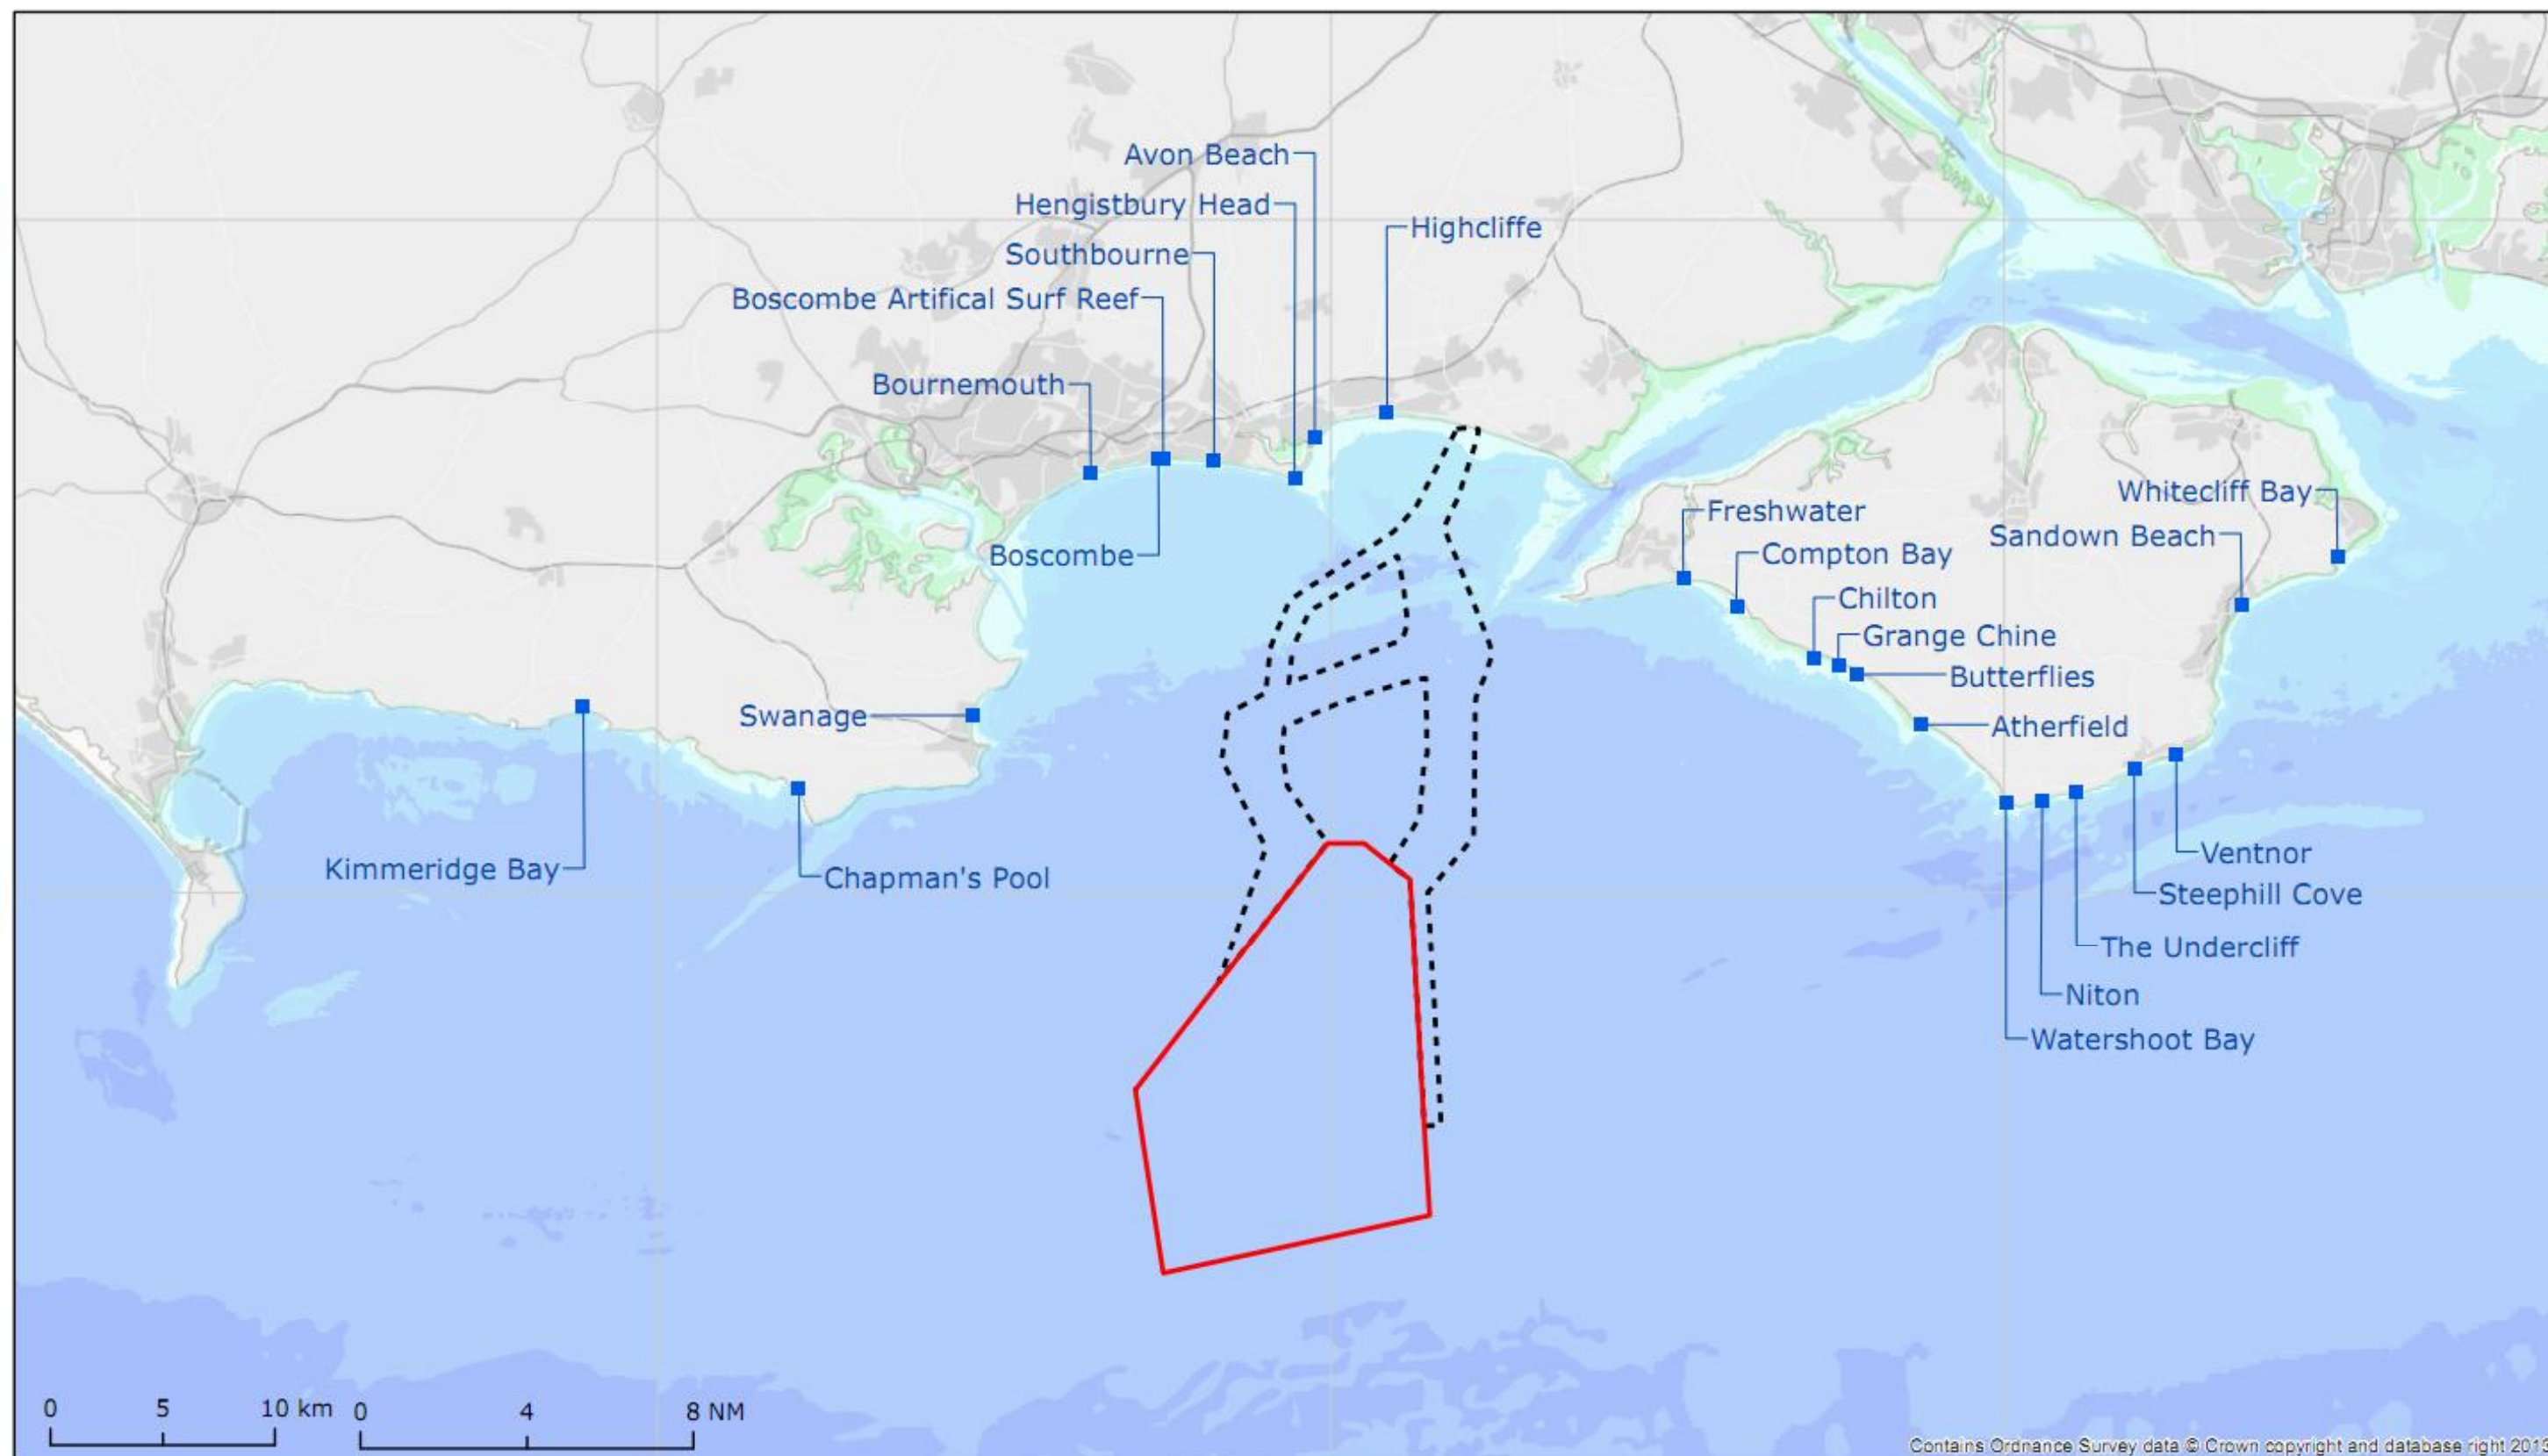 Avon Beach
Hengistbury Head
Highcliffe
Southbourne
Boscombe Artifical Surf Reef
Bournemouth
Whitecliff Bay
Freshwater
Sandown Beach
Boscombe
Compton Bay
Chilton
Grange Chine
Butterflies
Swanage
Atherfield
Ventnor
Kimmeridge Bay
Chapman's Pool
Steephill Cove
The Undercliff
Niton
Watershoot Bay
0 5 10 km 0 4 8 NM
Contains Ordnance Survey data © Crown copyright and database right 201